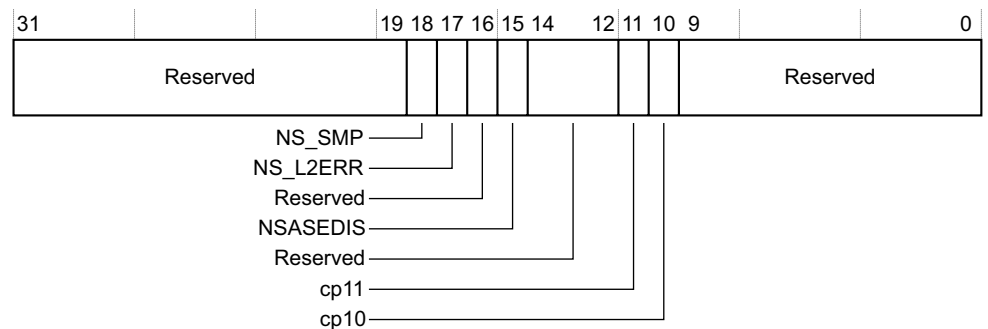 31 19 18 17 16 15 14 12 11 10 9 0
Reserved Reserved
NS_SMP
NS_L2ERR
Reserved
NSASEDIS
Reserved
cp11
cp10